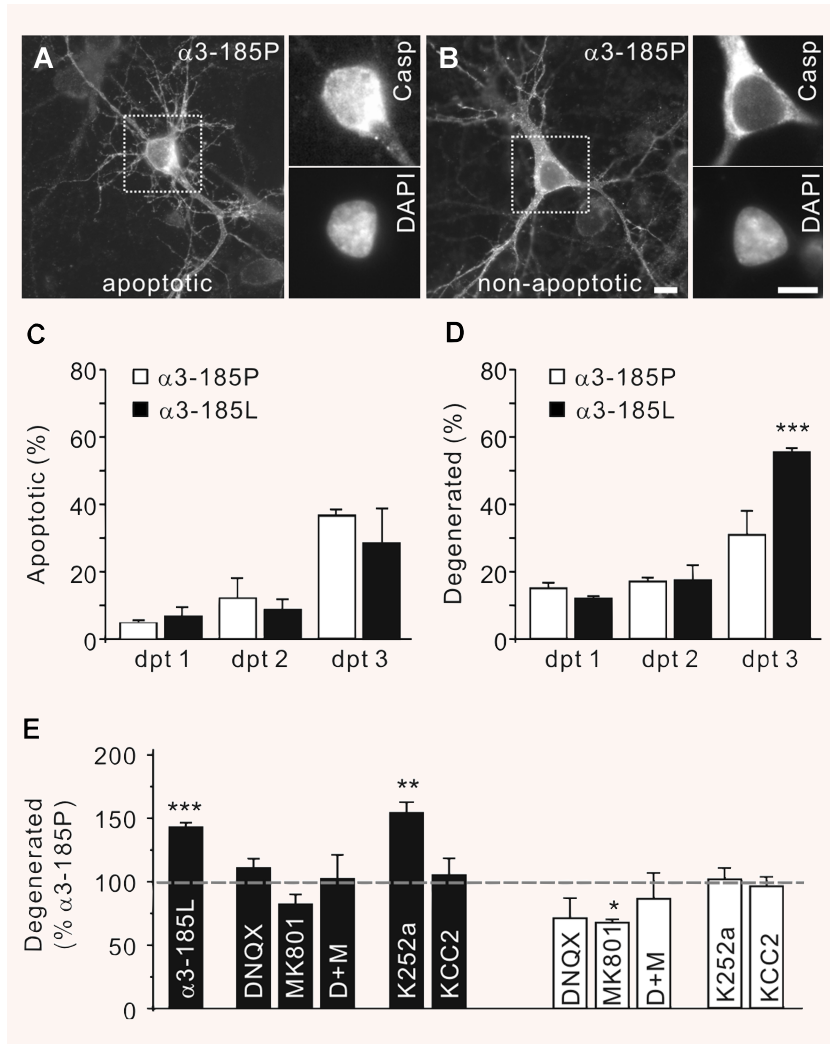 A
α3-185P
Casp
DAPI
apoptotic
B
α3-185P
Casp
DAPI
non-apoptotic
C
Apoptotic (%)
80
60
40
20
0
α3-185P
α3-185L
dpt 1
dpt 2
dpt 3
D
Degenerated (%)
80
60
40
20
0
α3-185P
α3-185L
***
dpt 1
dpt 2
dpt 3
E
Degenerated
(% α3-185P)
200
150
100
50
0
***
**
*
α3-185L
DNQX
MK801
D+M
K252a
KCC2
DNQX
MK801
D+M
K252a
KCC2